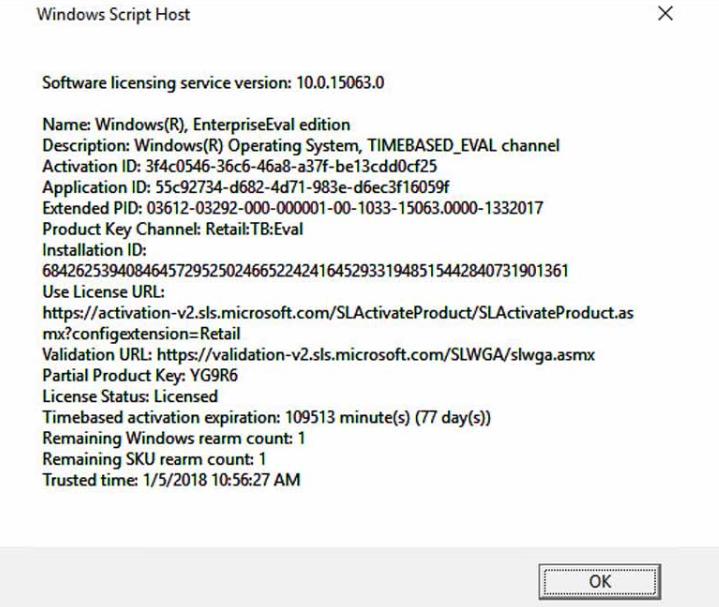 Windows Script Host
Software licensing service version: 10.0.15063.0
Name: Windows(R), EnterpriseEval edition
Description: Windows(R) Operating System, TIMEBASED_EVAL channel
Activation ID: 3f4c0546-36c6-46a8-a37f-be13cdd0cf25
Application ID: 55c92734-d682-4d71-983e-d6ec3f16059f
Extended PID: 03612-03292-000-000001-00-1033-15063.0000-1332017
Product Key Channel: Retail:TB:Eval
Installation ID:
684262539408464572952502466522424164529331948515442840731901361
Use License URL:
https://activation-v2.sls.microsoft.com/SLActivateProduct/SLActivateProduct.as
mx?configextension=Retail
Validation URL: https://validation-v2.sls.microsoft.com/SLWGA/slwga.asmx
Partial Product Key: YG9R6
License Status: Licensed
Timebased activation expiration: 109513 minute(s) (77 day(s))
Remaining Windows rearm count: 1
Remaining SKU rearm count: 1
Trusted time: 1/5/2018 10:56:27 AM
OK